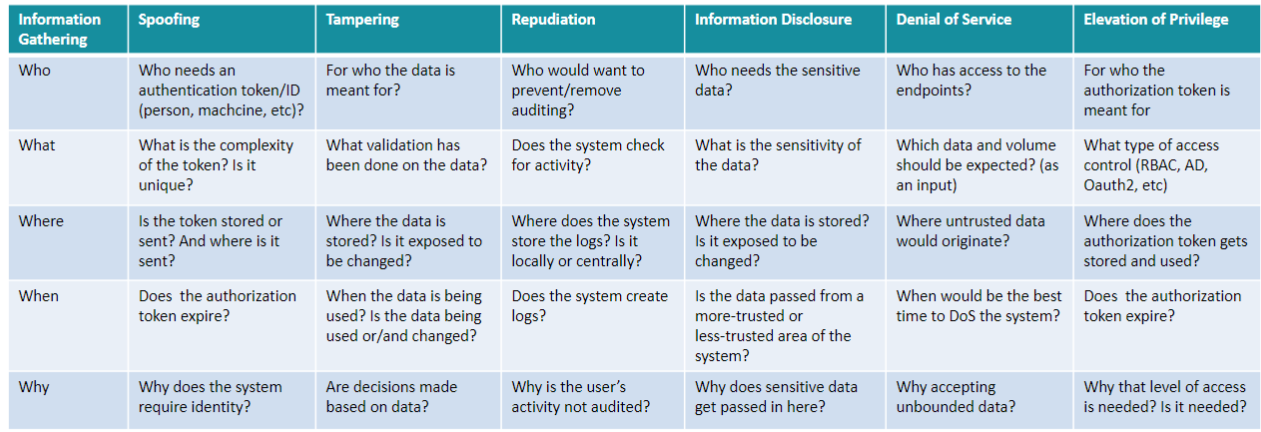 Information Gathering
Spoofing
Tampering
Repudiation
Information Disclosure
Denial of Service
Elevation of Privilege
Who
Who needs an
authentication token/ID
(person, machcine, etc)?
For who the data is
meant for?
Who would want to
prevent/remove
auditing?
Who needs the sensitive
data?
Who has access to the
endpoints?
For who the
authorization token is
meant for
What
What is the complexity
of the token? Is it
unique?
What validation has
been done on the data?
Does the system check
for activity?
What is the sensitivity of
the data?
Which data and volume
should be expected? (as
an input)
What type of access
control (RBAC, AD,
Oauth2, etc)
Where
Is the token stored or
sent? And where is it
sent?
Where the data is
stored? Is it exposed to
be changed?
Where does the system
store the logs? Is it
locally or centrally?
Where the data is stored?
Is it exposed to be
changed?
Where untrusted data
would originate?
Where does the
authorization token gets
stored and used?
When
Does  the authorization
token expire?
When the data is being
used? Is the data being
used or/and changed?
Does the system create
logs?
Is the data passed from a
more-trusted or
less-trusted area of the
system?
When would be the best
time to DoS the system?
Does  the authorization
token expire?
Why
Why does the system
require identity?
Are decisions made
based on data?
Why is the user’s
activity not audited?
Why does sensitive data
get passed in here?
Why accepting
unbounded data?
Why that level of access
is needed? Is it needed?